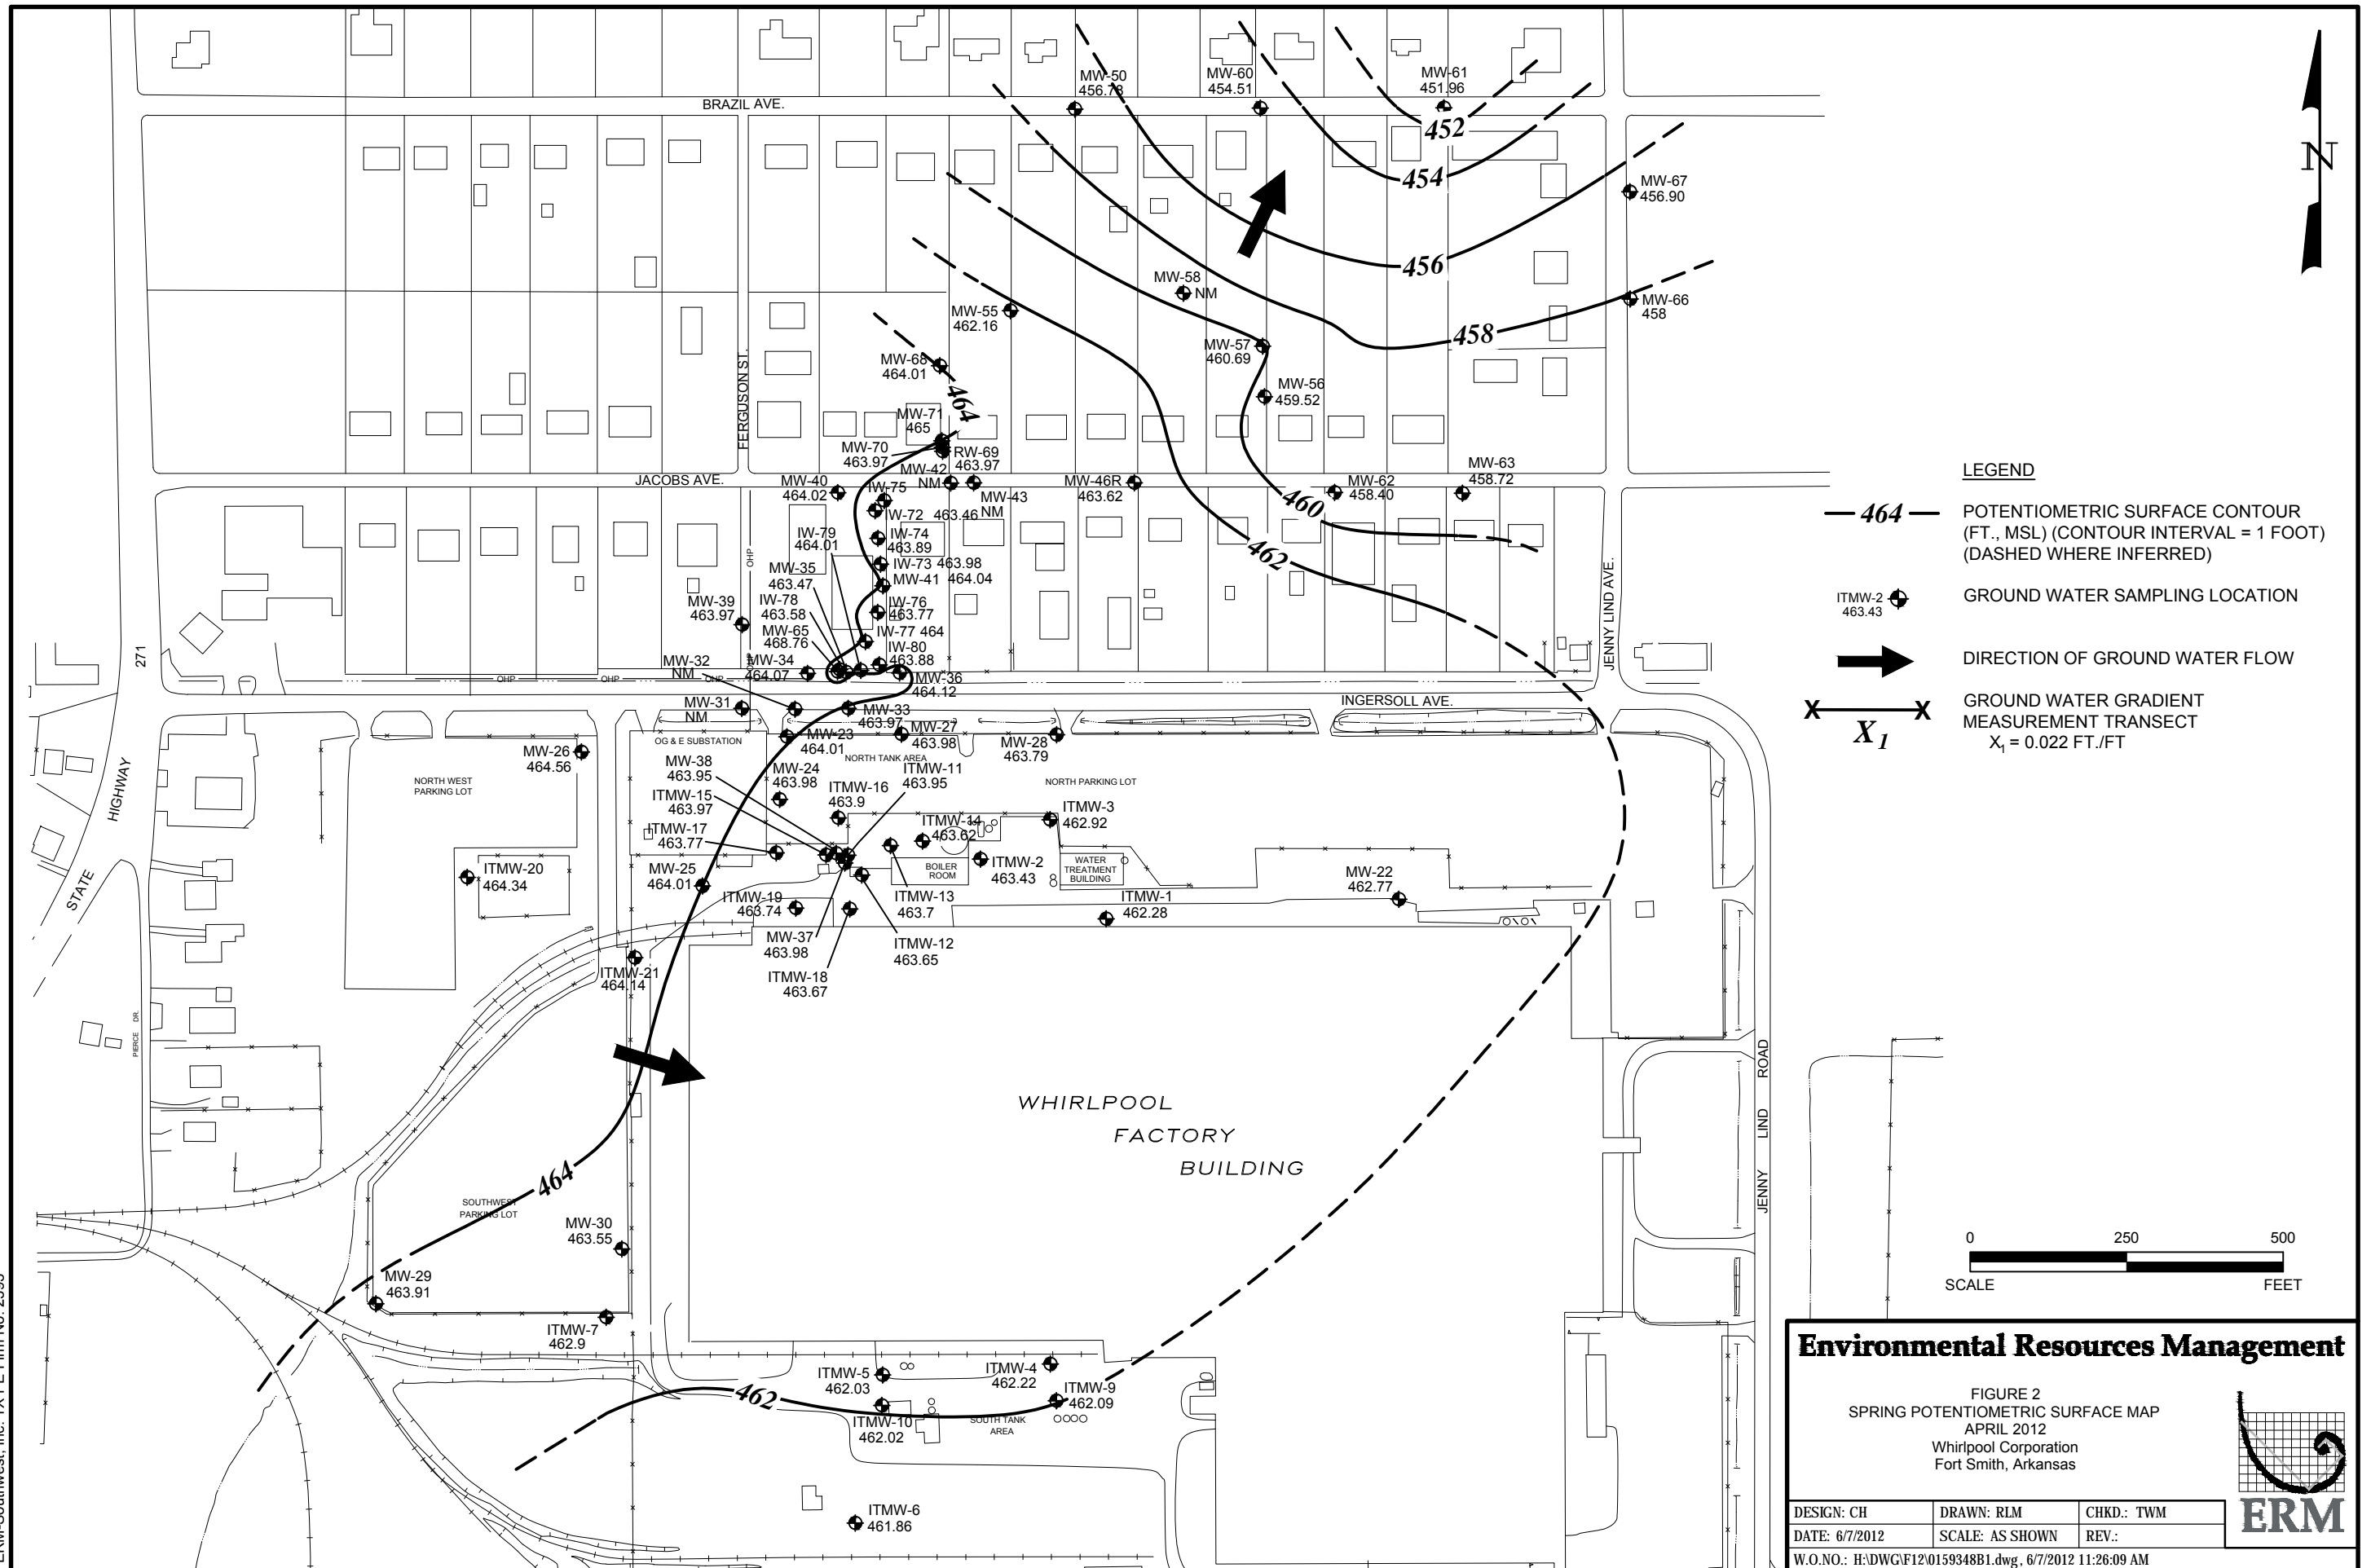 BRAZIL AVE.
MW-50
456.78
MW-60
454.51
MW-61
451.96
452
454
MW-67
456.90
456
MW-58
NM
MW-66
458
MW-55
462.16
458
MW-57
460.69
MW-68
464.01
MW-56
459.52
464
FERGUSON ST.
MW-71
465
MW-70
463.97
RW-69
463.97
MW-42
NM
MW-43
NM
JACOBS AVE.
MW-40
464.02
IW-75
IW-72 463.46
MW-46R
463.62
MW-62
458.40
MW-63
458.72
460
462
IW-79
464.01
IW-74
463.89
IW-73 463.98
MW-41 464.04
MW-35
463.47
OHP
MW-39
463.97
IW-78
463.58
IW-76
463.77
MW-65
468.76
IW-77 464
IW-80
463.88
271
MW-32
NM
MW-34
464.07
OHP
OHP
OHP
OHP
MW-36
464.12
JENNY LIND AVE.
INGERSOLL AVE.
MW-31
NM
MW-33
463.97
MW-23
464.01
MW-27
463.98
MW-28
463.79
OG & E SUBSTATION
MW-26
464.56
NORTH TANK AREA
MW-38
463.95
MW-24
463.98
ITMW-11
463.95
NORTH PARKING LOT
NORTH WEST
PARKING LOT
ITMW-15
463.97
ITMW-16
463.9
ITMW-3
462.92
ITMW-17
463.77
ITMW-14
463.62
STATE HIGHWAY
ITMW-20
464.34
MW-25
464.01
BOILER
ROOM
ITMW-2
463.43
WATER
TREATMENT
BUILDING
MW-22
462.77
ITMW-19
463.74
ITMW-13
463.7
ITMW-1
462.28
MW-37
463.98
ITMW-12
463.65
ITMW-21
464.14
ITMW-18
463.67
PIERCE DR.
WHIRLPOOL
FACTORY
BUILDING
JENNY LIND ROAD
464
SOUTHWEST
PARKING LOT
MW-30
463.55
MW-29
463.91
ITMW-7
462.9
ITMW-5
462.03
ITMW-4
462.22
462
ITMW-9
462.09
ITMW-10
462.02
SOUTH TANK
AREA
ITMW-6
461.86
N
LEGEND
464
POTENTIOMETRIC SURFACE CONTOUR
(FT., MSL) (CONTOUR INTERVAL = 1 FOOT)
(DASHED WHERE INFERRED)
ITMW-2
463.43
GROUND WATER SAMPLING LOCATION
DIRECTION OF GROUND WATER FLOW
X X
X1
GROUND WATER GRADIENT
MEASUREMENT TRANSECT
X1 = 0.022 FT./FT
0 250 500
SCALE FEET
Environmental Resources Management
FIGURE 2
SPRING POTENTIOMETRIC SURFACE MAP
APRIL 2012
Whirlpool Corporation
Fort Smith, Arkansas
ERM
DESIGN: CH DRAWN: RLM CHKD.: TWM
DATE: 6/7/2012 SCALE: AS SHOWN REV.:
W.O.NO.: H:\DWG\F12\0159348B1.dwg, 6/7/2012 11:26:09 AM